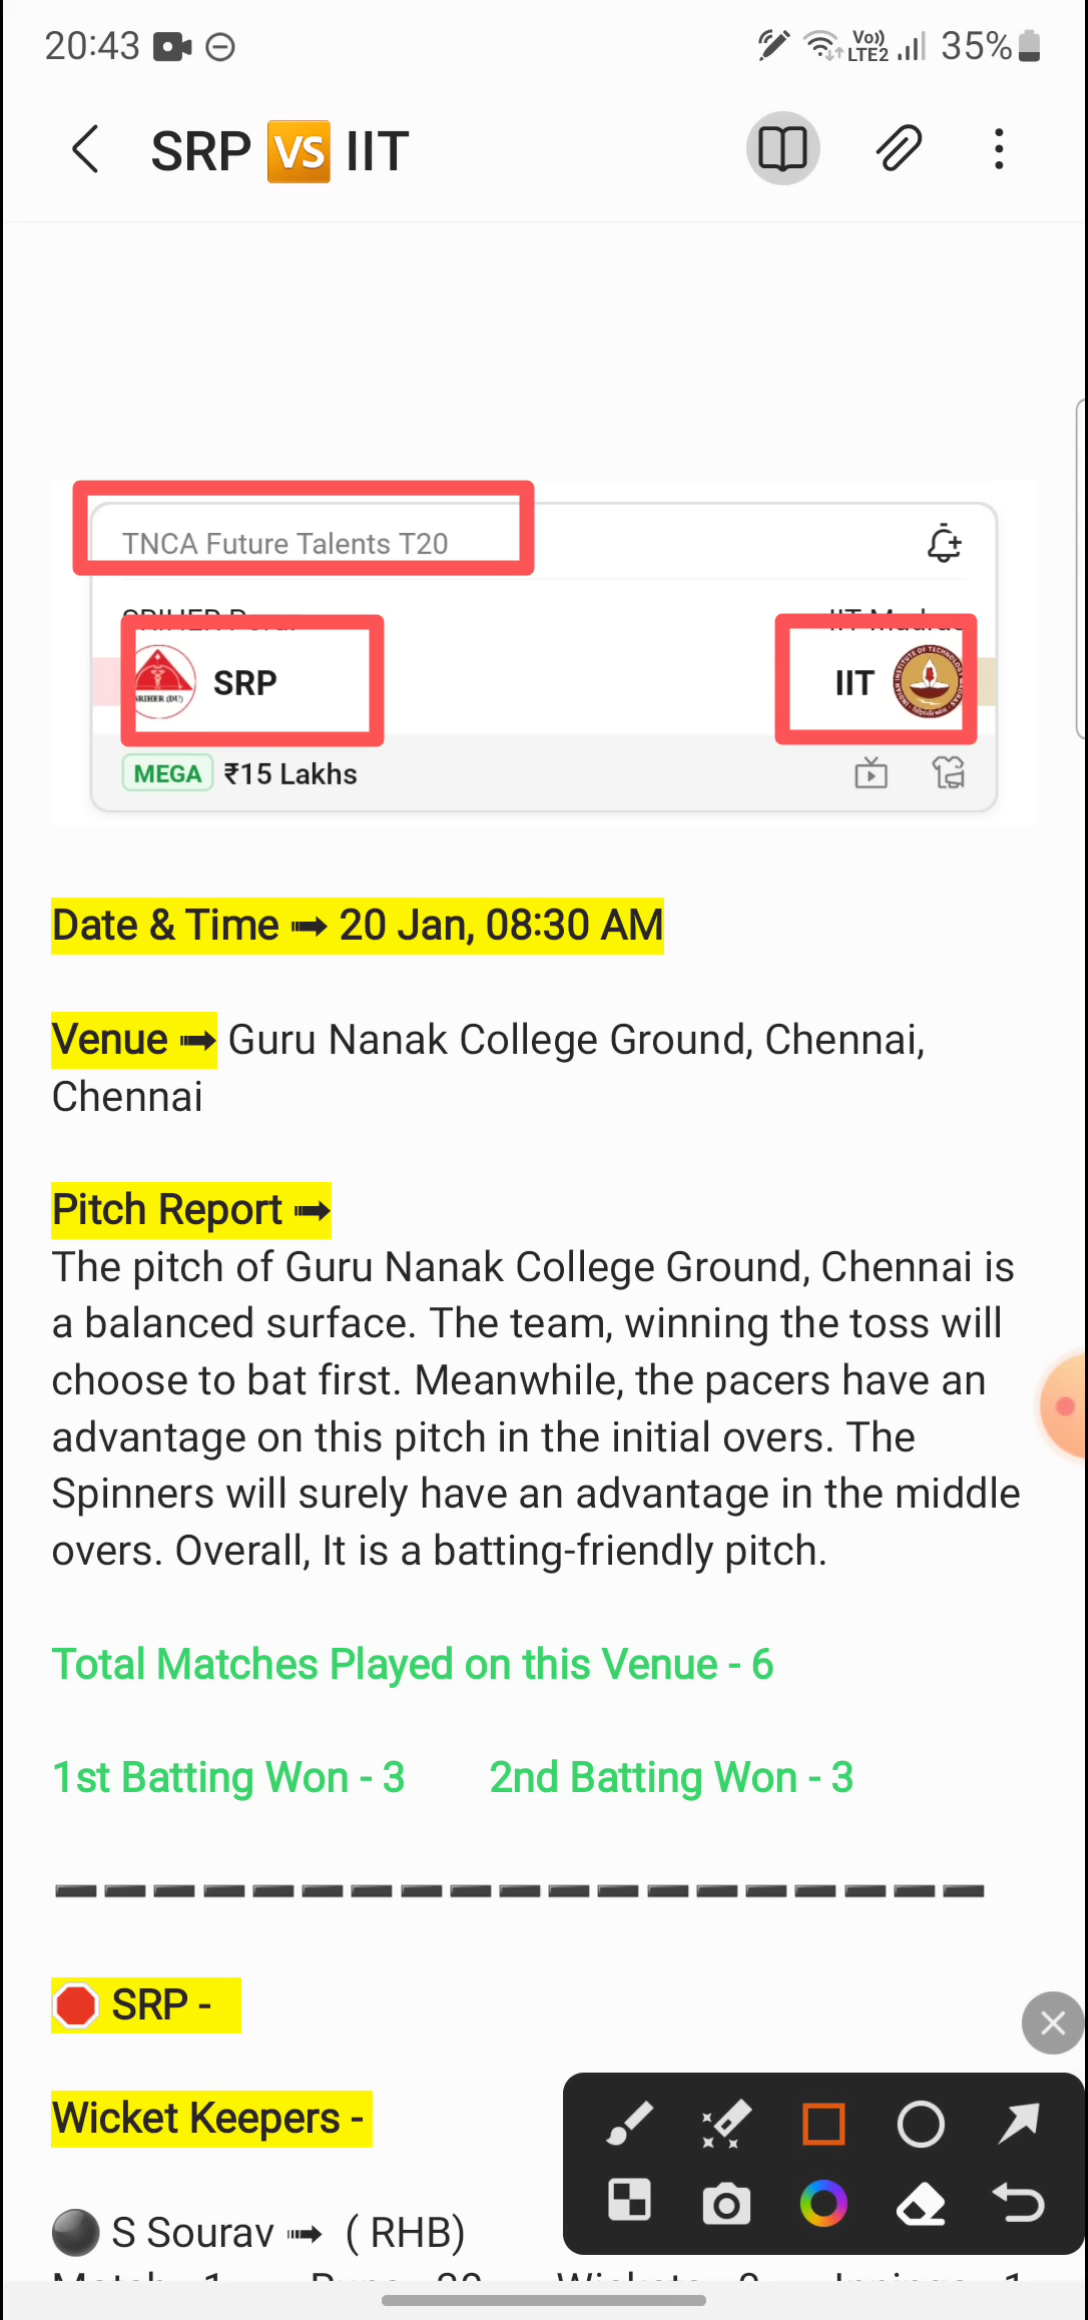 20:43
Vo)) LTE2 35%
SRP VS IIT
TNCA Future Talents T20
SRP
IIT
SRIHER (DU)
MEGA ₹15 Lakhs
Date & Time ➟ 20 Jan, 08:30 AM
Venue ➟ Guru Nanak College Ground, Chennai,
Chennai
Pitch Report ➟
The pitch of Guru Nanak College Ground, Chennai is
a balanced surface. The team, winning the toss will
choose to bat first. Meanwhile, the pacers have an
advantage on this pitch in the initial overs. The
Spinners will surely have an advantage in the middle
overs. Overall, It is a batting-friendly pitch.
Total Matches Played on this Venue - 6
1st Batting Won - 3 2nd Batting Won - 3
SRP -
Wicket Keepers -
S Sourav ➟ ( RHB)